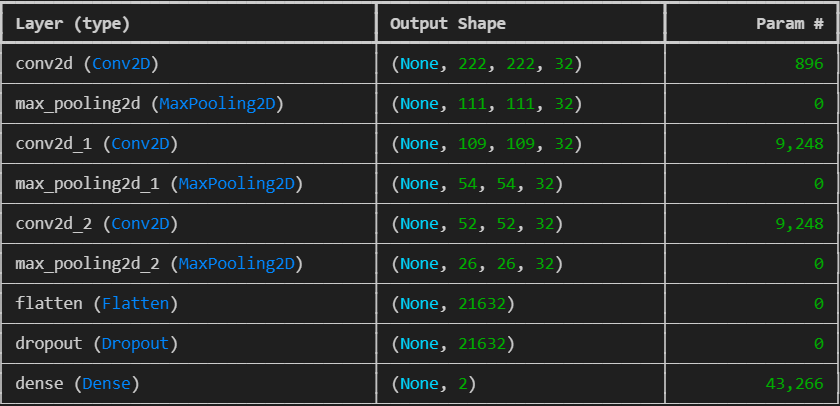 Layer (type) Output Shape Param #
conv2d (Conv2D) (None, 222, 222, 32) 896
max_pooling2d (MaxPooling2D) (None, 111, 111, 32) 0
conv2d_1 (Conv2D) (None, 109, 109, 32) 9,248
max_pooling2d_1 (MaxPooling2D) (None, 54, 54, 32) 0
conv2d_2 (Conv2D) (None, 52, 52, 32) 9,248
max_pooling2d_2 (MaxPooling2D) (None, 26, 26, 32) 0
flatten (Flatten) (None, 21632) 0
dropout (Dropout) (None, 21632) 0
dense (Dense) (None, 2) 43,266